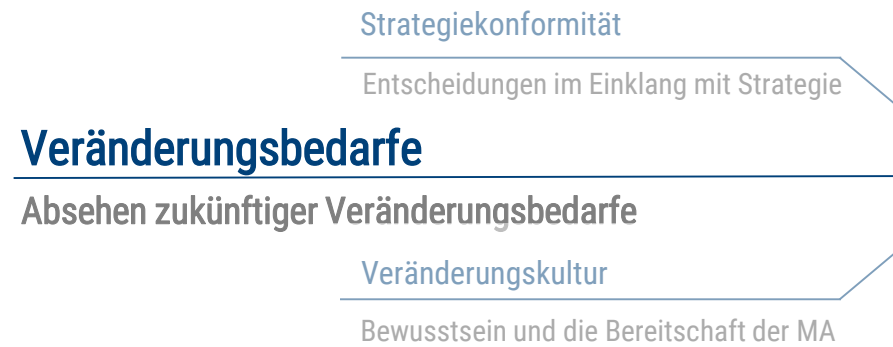 Strategiekonformität
Entscheidungen im Einklang mit Strategie
Veränderungsbedarfe
Absehen zukünftiger Veränderungsbedarfe
Veränderungskultur
Bewusstsein und die Bereitschaft der MA